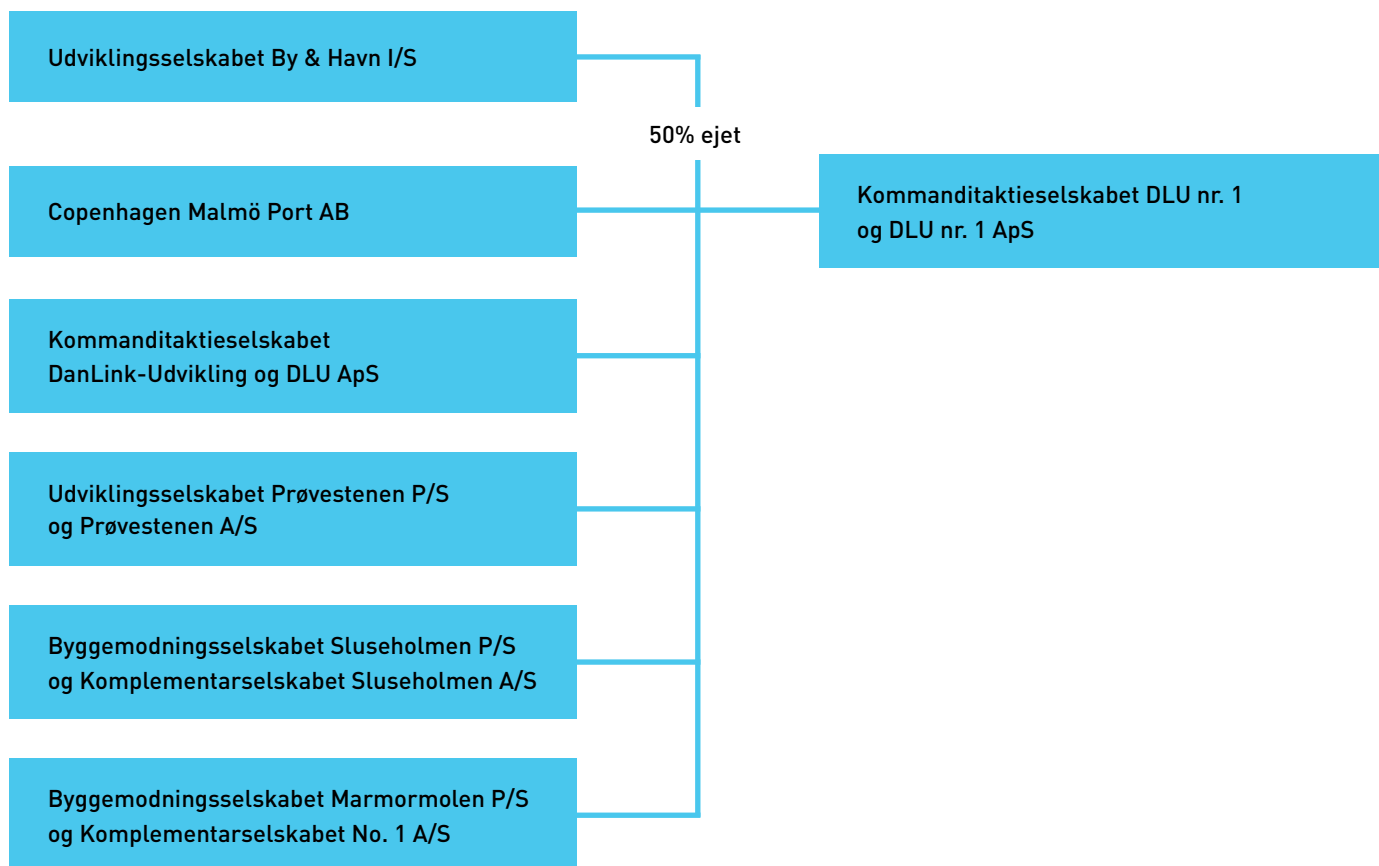 Udviklingsselskabet By & Havn I/S
50% ejet
Copenhagen Malmö Port AB
Kommanditaktieselskabet DLU nr. 1
og DLU nr. 1 ApS
Kommanditaktieselskabet
DanLink-Udvikling og DLU ApS
Udviklingsselskabet Prøvestenen P/S
og Prøvestenen A/S
Byggemodningsselskabet Sluseholmen P/S
og Komplementarselskabet Sluseholmen A/S
Byggemodningsselskabet Marmormolen P/S
og Komplementarselskabet No. 1 A/S